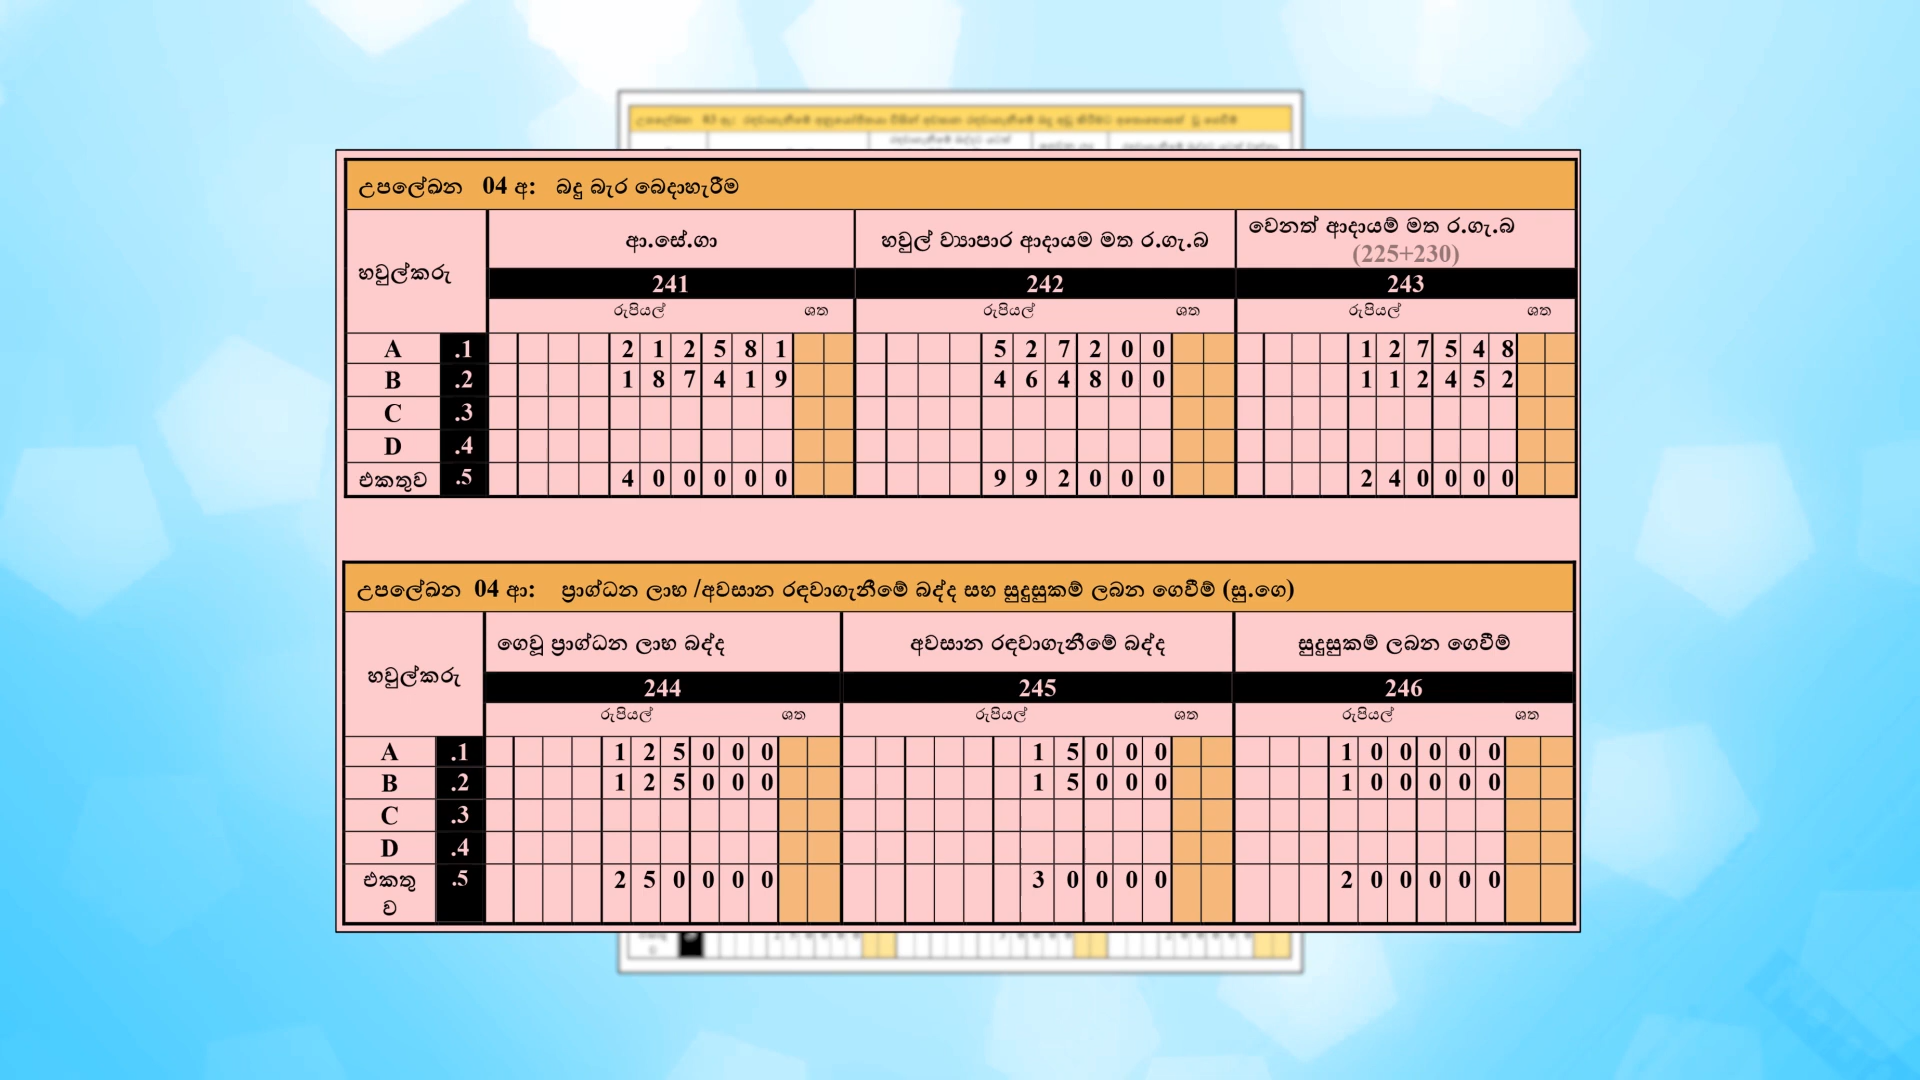 උපලේඛන 04 අ: බදු බැර බෙදාහැරීම
හවුල්කරු ආ.සේ.ගා හවුල් ව්‍යාපාර ආදායම මත ර.ගැ.බ වෙනත් ආදායම් මත ර.ගැ.බ (225+230)
241 242 243
රුපියල් ශත රුපියල් ශත රුපියල් ශත
A .1 212581 527200 127548
B .2 187419 464800 112452
C .3
D .4
එකතුව .5 400000 992000 240000
උපලේඛන 04 ආ: ප්‍රාග්ධන ලාභ /අවසාන රඳවාගැනීමේ බද්ද සහ සුදුසුකම් ලබන ගෙවීම් (සු.ගෙ)
හවුල්කරු ගෙවූ ප්‍රාග්ධන ලාභ බද්ද අවසාන රඳවාගැනීමේ බද්ද සුදුසුකම් ලබන ගෙවීම්
244 245 246
රුපියල් ශත රුපියල් ශත රුපියල් ශත
A .1 125000 15000 100000
B .2 125000 15000 100000
C .3
D .4
එකතුව .5 250000 30000 200000